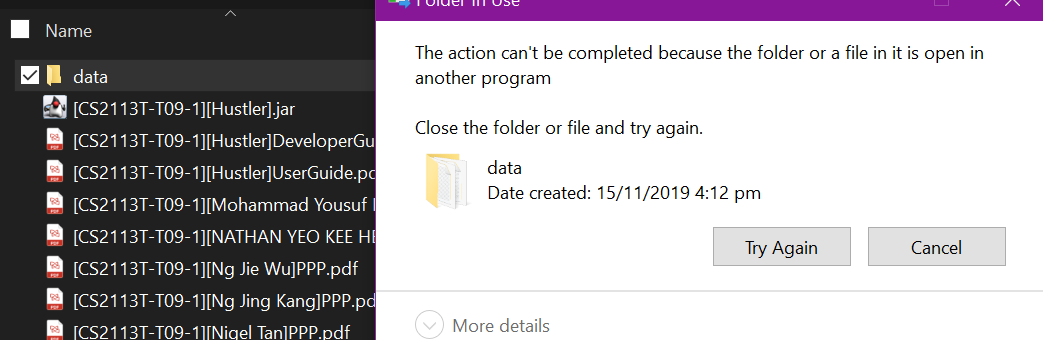 Name
data
[CS2113T-T09-1][Hustler].jar
[CS2113T-T09-1][Hustler]DeveloperGu
[CS2113T-T09-1][Hustler]UserGuide.pd
[CS2113T-T09-1][Mohammad Yousuf
[CS2113T-T09-1][NATHAN YEO KEE HE
[CS2113T-T09-1][Ng Jie Wu]PPP.pdf
[CS2113T-T09-1][Ng Jing Kang]PPP.pd
[CS2113T-T09-1][Nigel Tan]PPP.pdf
Folder In Use
The action can't be completed because the folder or a file in it is open in
another program
Close the folder or file and try again.
data
Date created: 15/11/2019 4:12 pm
Try Again
Cancel
More details